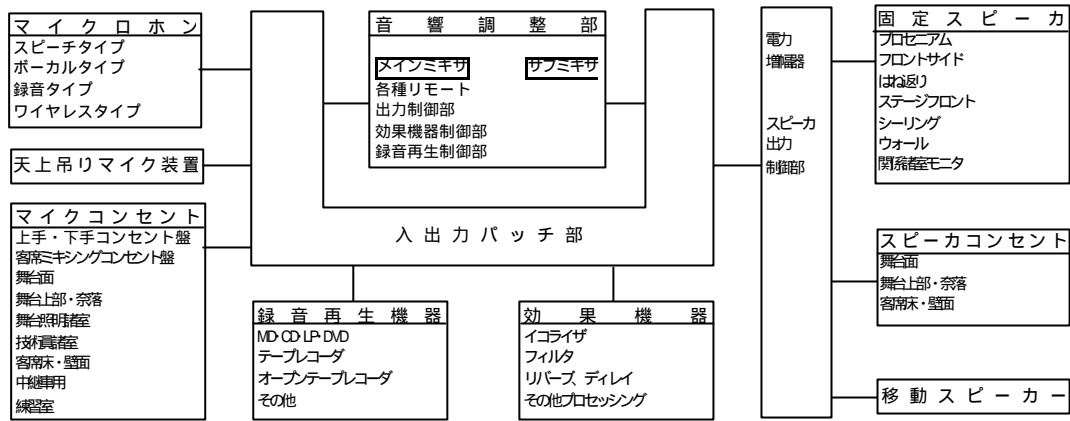 マイクロホン
スピーチタイプ
ボーカルタイプ
録音タイプ
ワイヤレスタイプ
天上吊りマイク装置
マイクコンセント
上手・下手コンセント盤
客席ミキシングコンセント盤
舞台面
舞台上部・奈落
舞台照明諸室
技術員諸室
客席床・壁面
中継車用
練習室
音響調整部
メインミキサ サブミキサ
各種リモート
出力制御部
効果機器制御部
録音再生制御部
入出力パッチ部
録音再生機器
MD・CD・LP・DVD
テープレコーダ
オープンテープレコーダ
その他
効果機器
イコライザ
フィルタ
リバーブ、ディレイ
その他プロセッシング
電力
増幅器
スピーカ
出力
制御部
固定スピーカ
プロセニアム
フロントサイド
はね返り
ステージフロント
シーリング
ウォール
関係諸室モニタ
スピーカコンセント
舞台面
舞台上部・奈落
客席床・壁面
移動スピーカー